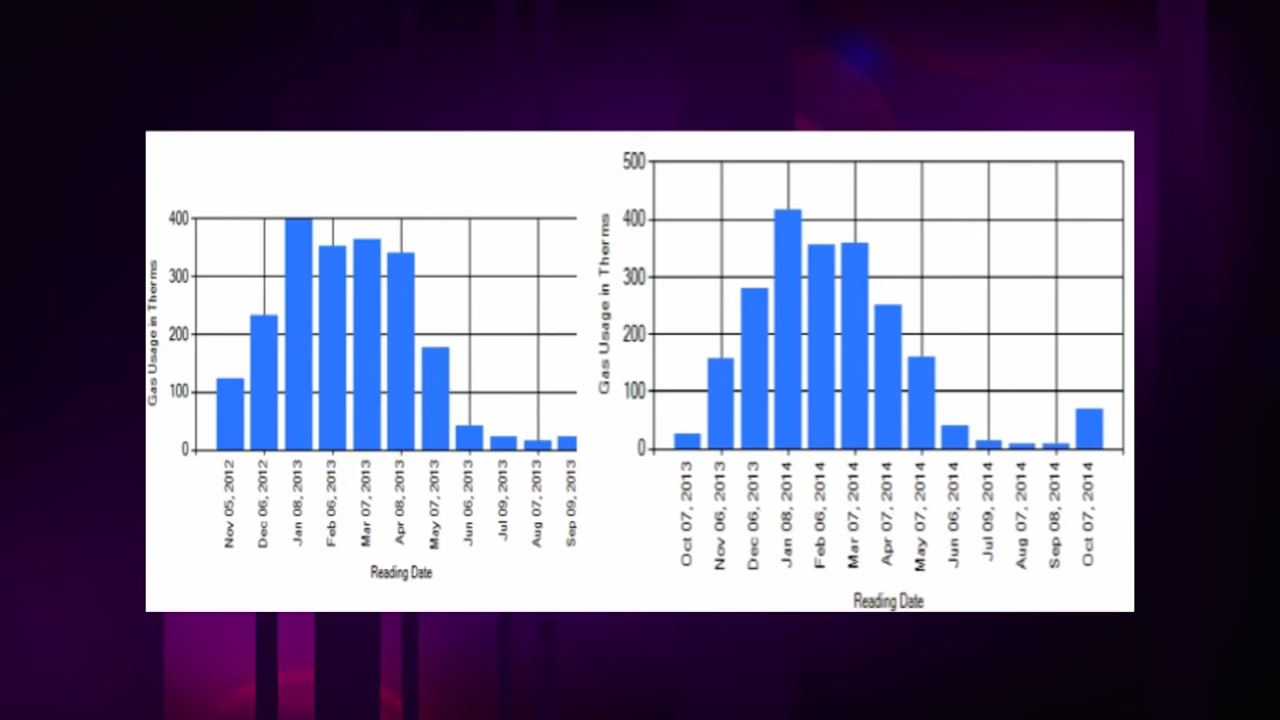 400
300
200
100
0
Gas Usage in Therms
Nov 05, 2012
Dec 06, 2012
Jan 08, 2013
Feb 06, 2013
Mar 07, 2013
Apr 08, 2013
May 07, 2013
Jun 06, 2013
Jul 09, 2013
Aug 07, 2013
Sep 09, 2013
Reading Date
500
400
300
200
100
0
Gas Usage in Therms
Oct 07, 2013
Nov 06, 2013
Dec 06, 2013
Jan 08, 2014
Feb 06, 2014
Mar 07, 2014
Apr 07, 2014
May 07, 2014
Jun 06, 2014
Jul 09, 2014
Aug 07, 2014
Sep 08, 2014
Oct 07, 2014
Reading Date